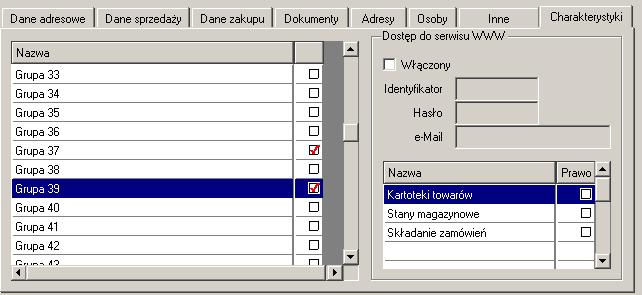 Dane adresowe Dane sprzedaży Dane zakupu Dokumenty Adresy Osoby Inne Charakterystyki
Nazwa
Grupa 33
Grupa 34
Grupa 35
Grupa 36
Grupa 37
Grupa 38
Grupa 39
Grupa 40
Grupa 41
Grupa 42
Grupa 43
Dostęp do serwisu WWW
Włączony
Identyfikator
Hasło
e-Mail
Nazwa Prawo
Kartoteki towarów
Stany magazynowe
Składanie zamówień